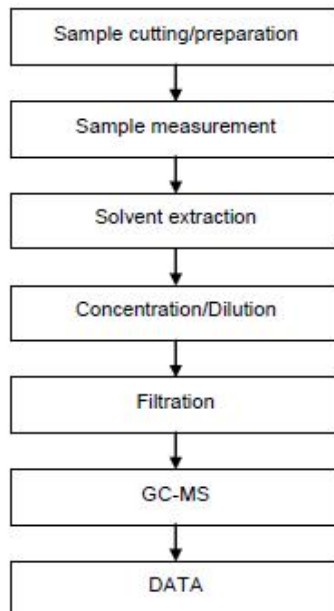 Sample cutting/preparation
Sample measurement
Solvent extraction
Concentration/Dilution
Filtration
GC-MS
DATA